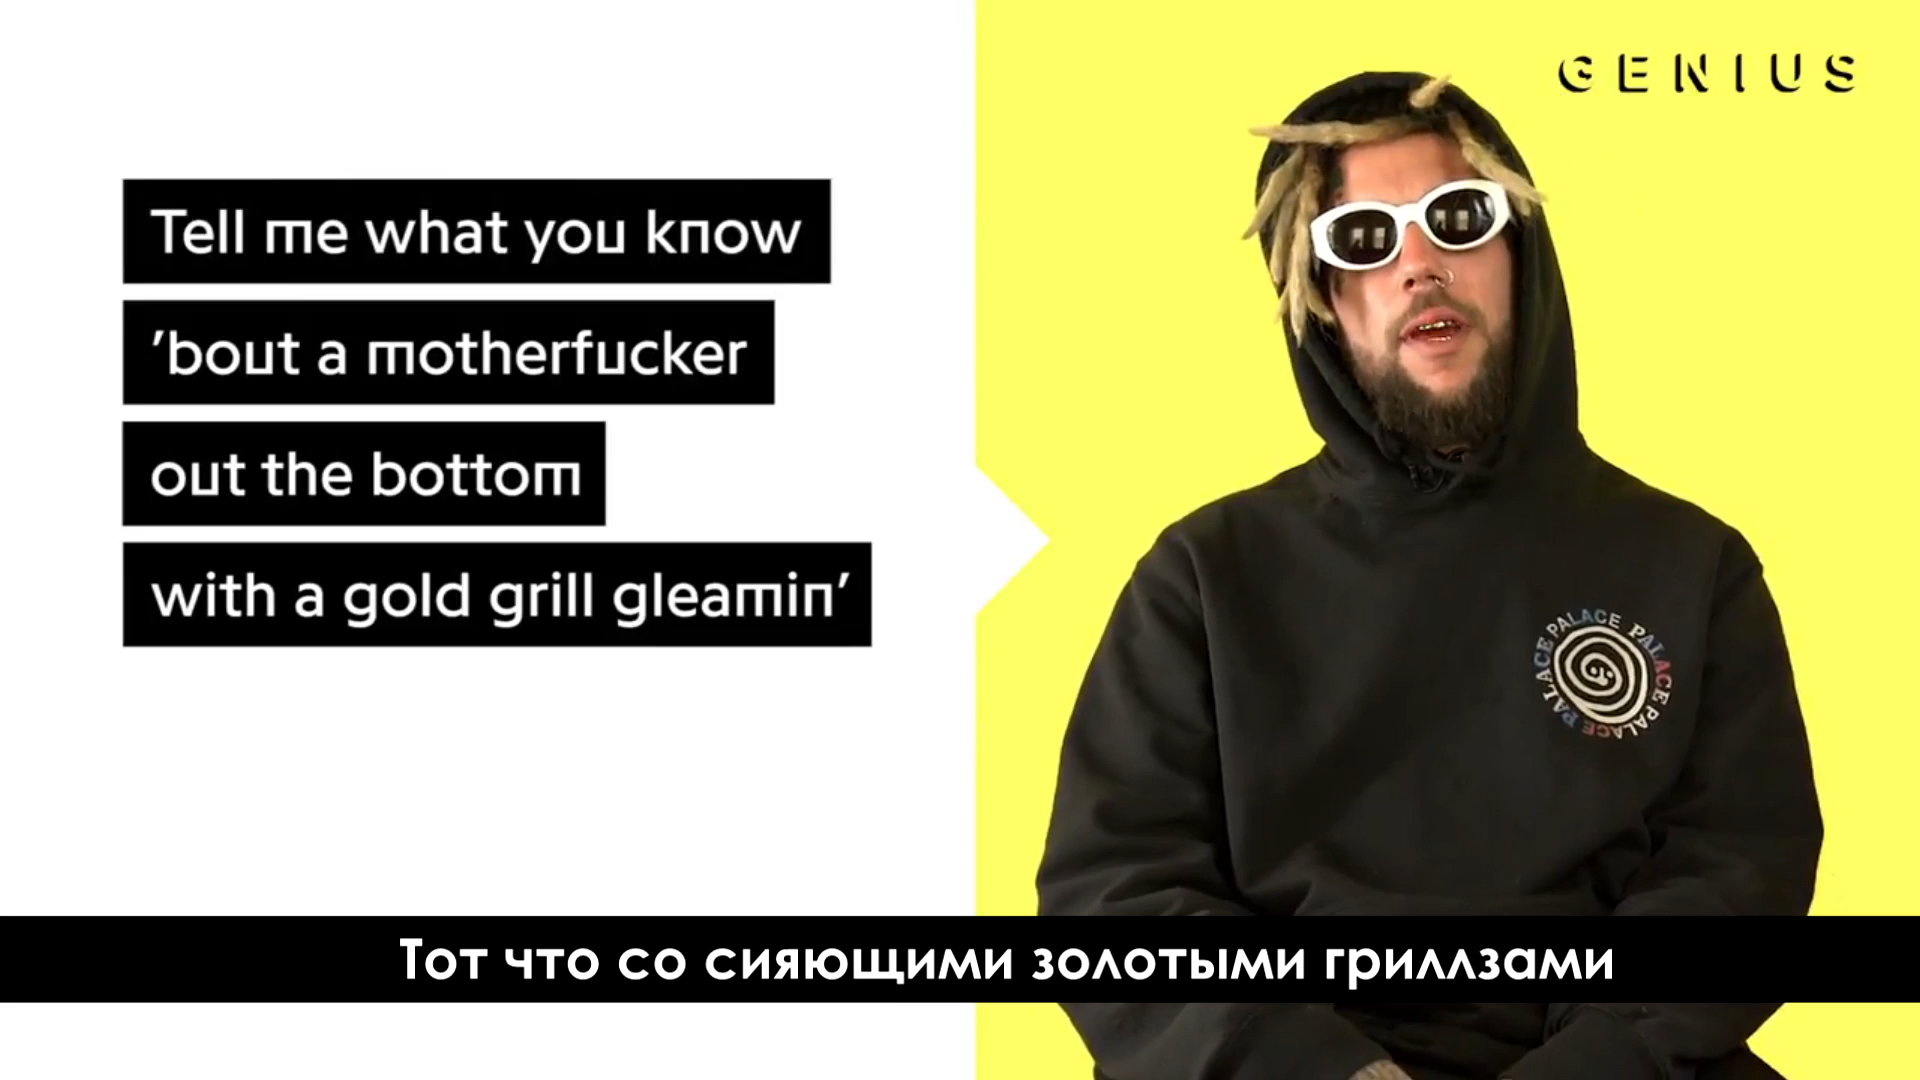 GENIUS
Tell me what you know
’bout a motherfucker
out the bottom
with a gold grill gleamin’
PALACE PALACE PALACE PALACE PALACE
Тот что со сияющими золотыми гриллзами